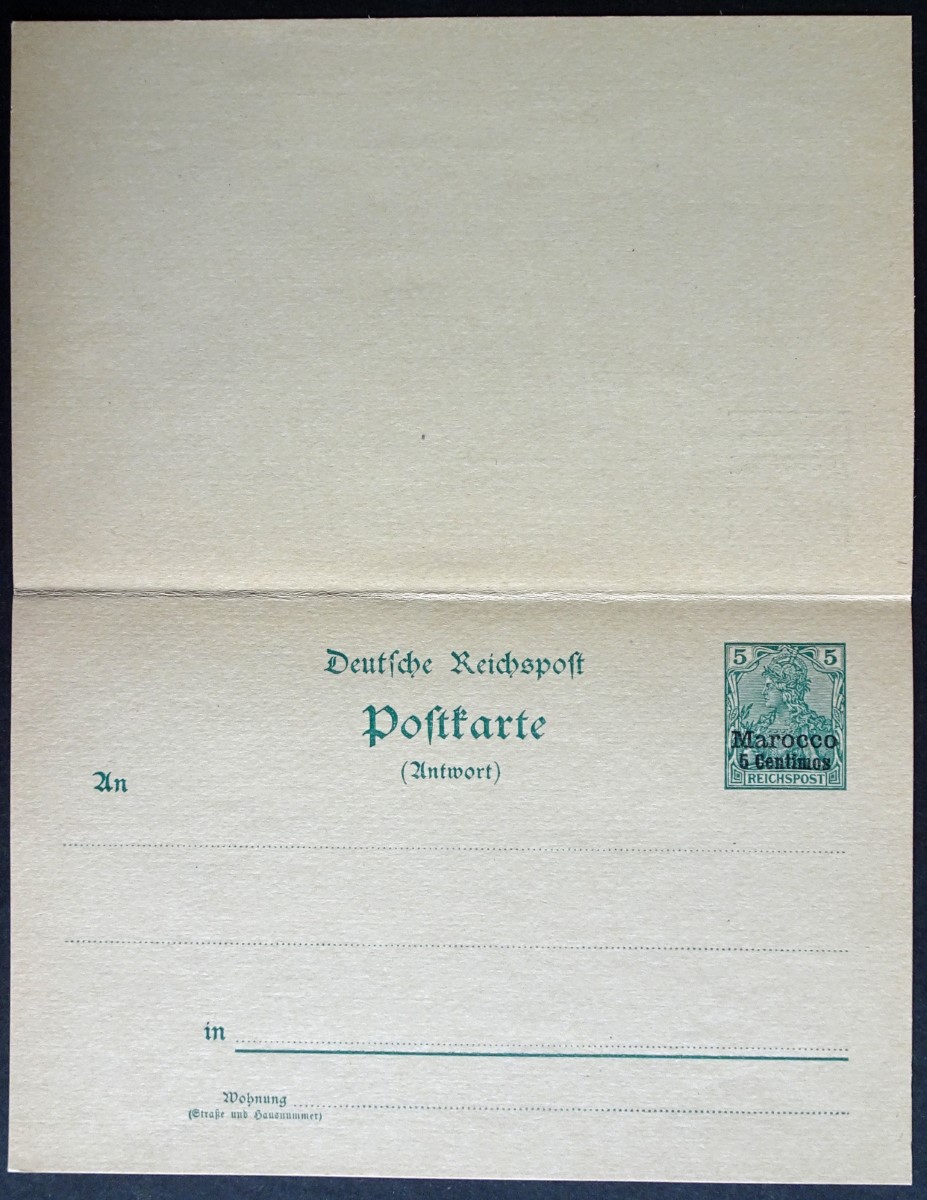 Deutſche Reichspoſt
Poſtkarte
(Antwort)
5 5
Marocco
5 Centimos
REICHSPOST
An
in
Wohnung
(Straße und Hausnummer)